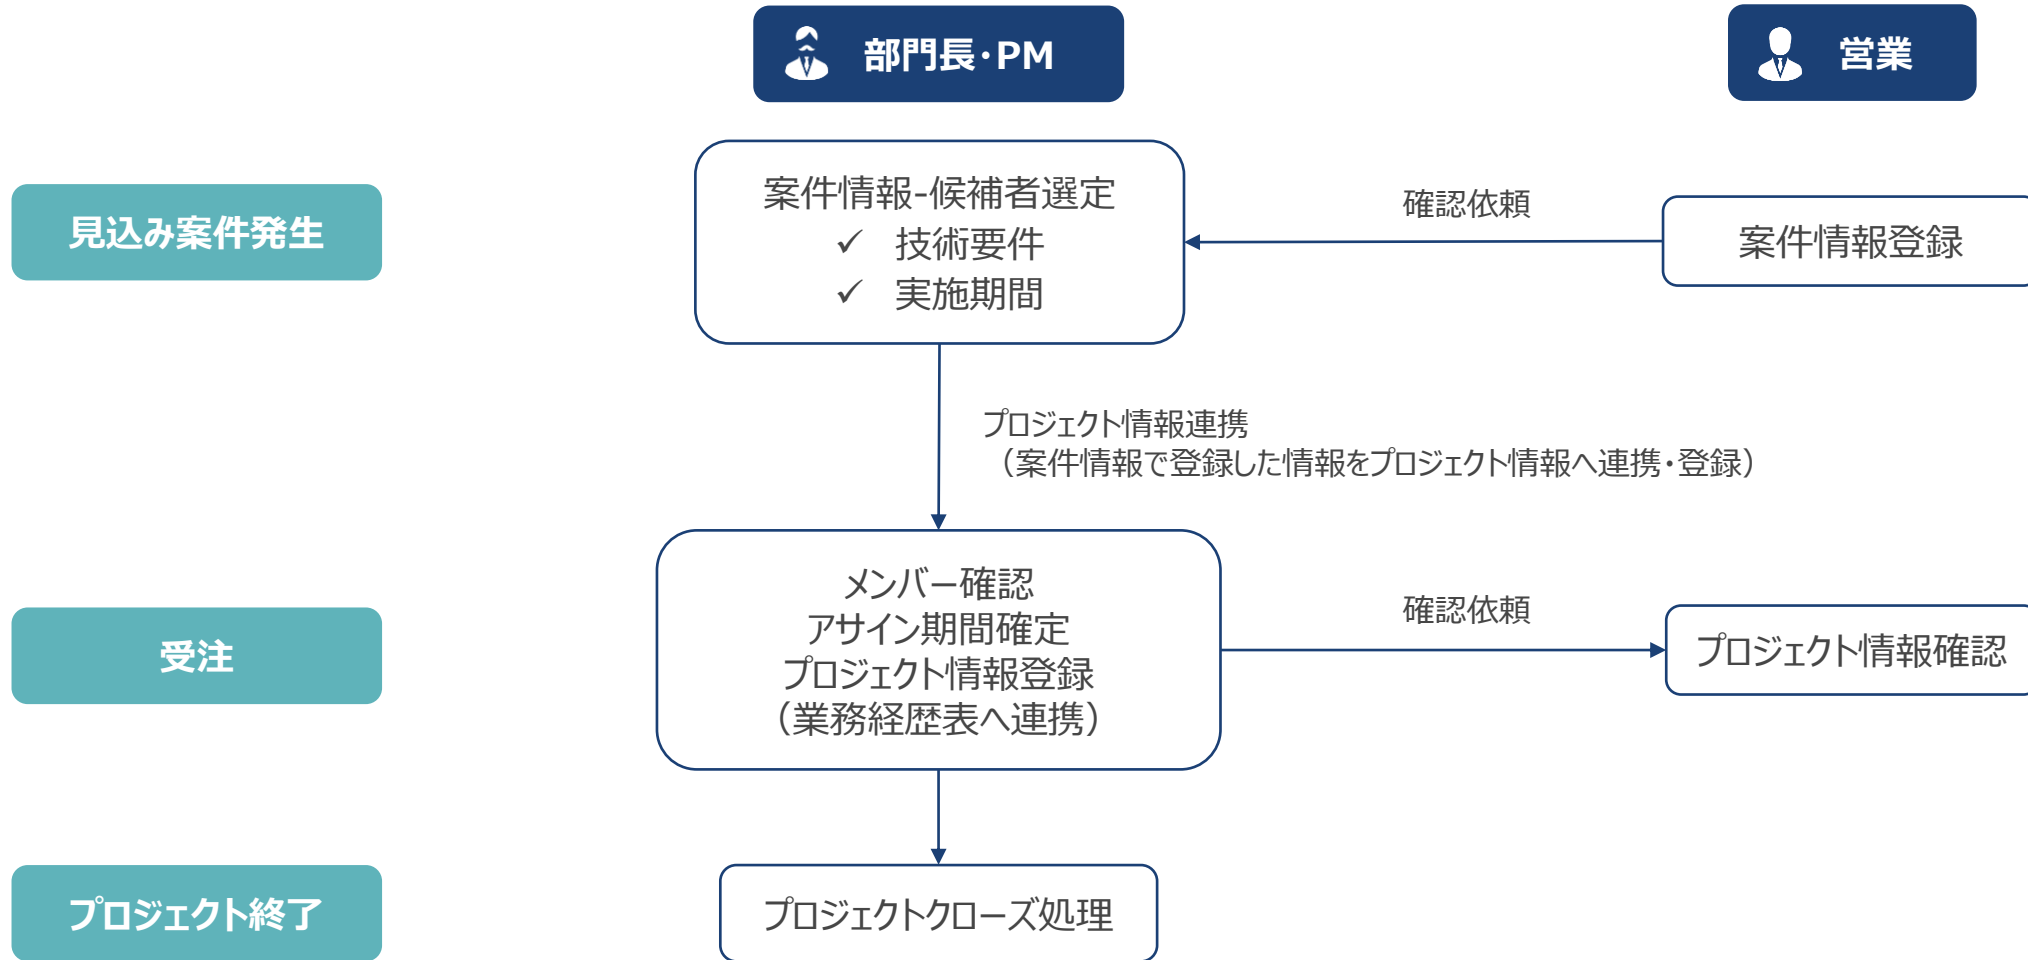 部門長・PM
営業
見込み案件発生
案件情報-候補者選定
✓ 技術要件
✓ 実施期間
確認依頼
案件情報登録
プロジェクト情報連携
（案件情報で登録した情報をプロジェクト情報へ連携・登録）
受注
メンバー確認
アサイン期間確定
プロジェクト情報登録
（業務経歴表へ連携）
確認依頼
プロジェクト情報確認
プロジェクト終了
プロジェクトクローズ処理